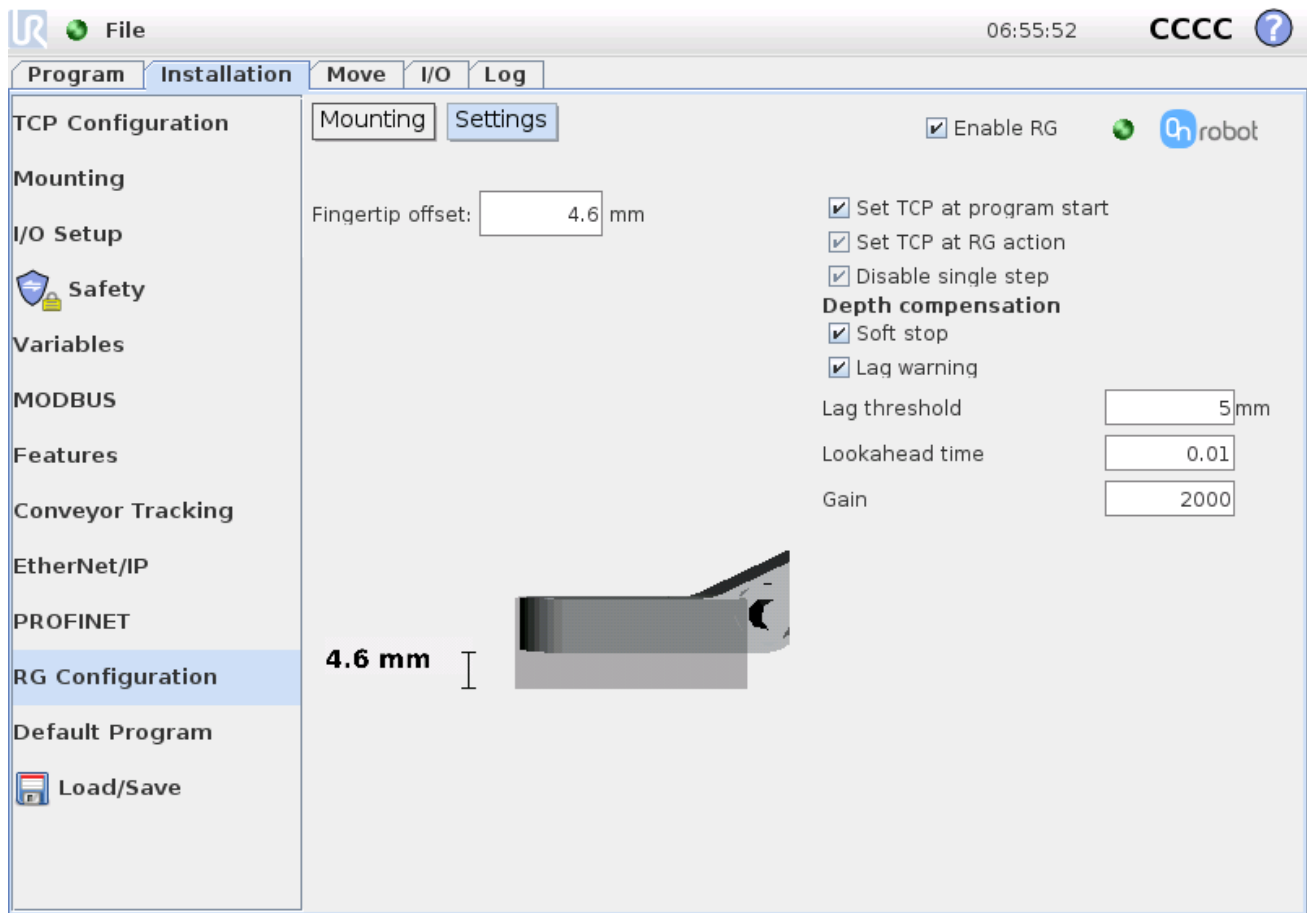 UR File 06:55:52 CCCC ?
Program Installation Move I/O Log
TCP Configuration
Mounting
I/O Setup
Safety
Variables
MODBUS
Features
Conveyor Tracking
EtherNet/IP
PROFINET
RG Configuration
Default Program
Load/Save
Mounting Settings
Enable RG
On robot
Fingertip offset: 4.6 mm
Set TCP at program start
Set TCP at RG action
Disable single step
Depth compensation
Soft stop
Lag warning
Lag threshold 5 mm
Lookahead time 0.01
Gain 2000
4.6 mm